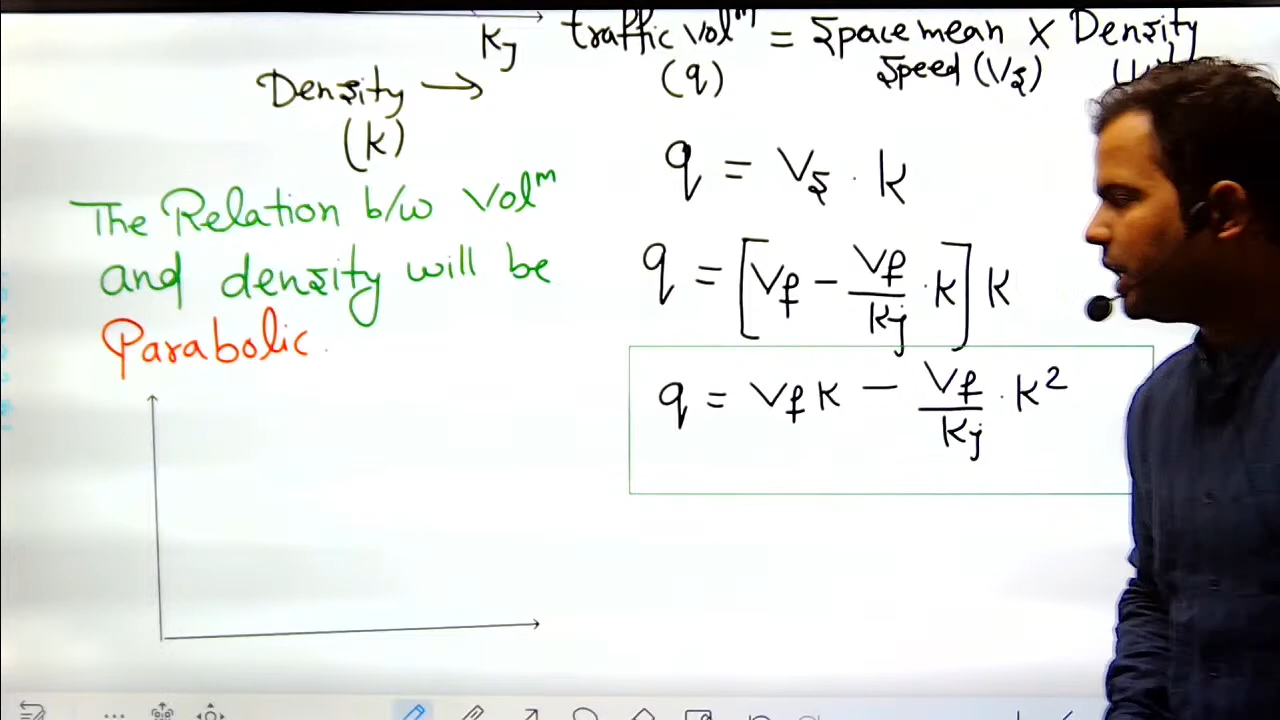 Kj
Density →
(K)
The Relation b/w Volᵐ
and density will be
Parabolic
traffic Volᵐ = Space mean X Density
(q) Speed (Vs)
q = Vs . k
q = [Vf - Vf/Kj . K] K
q = Vf K - Vf/Kj . K²